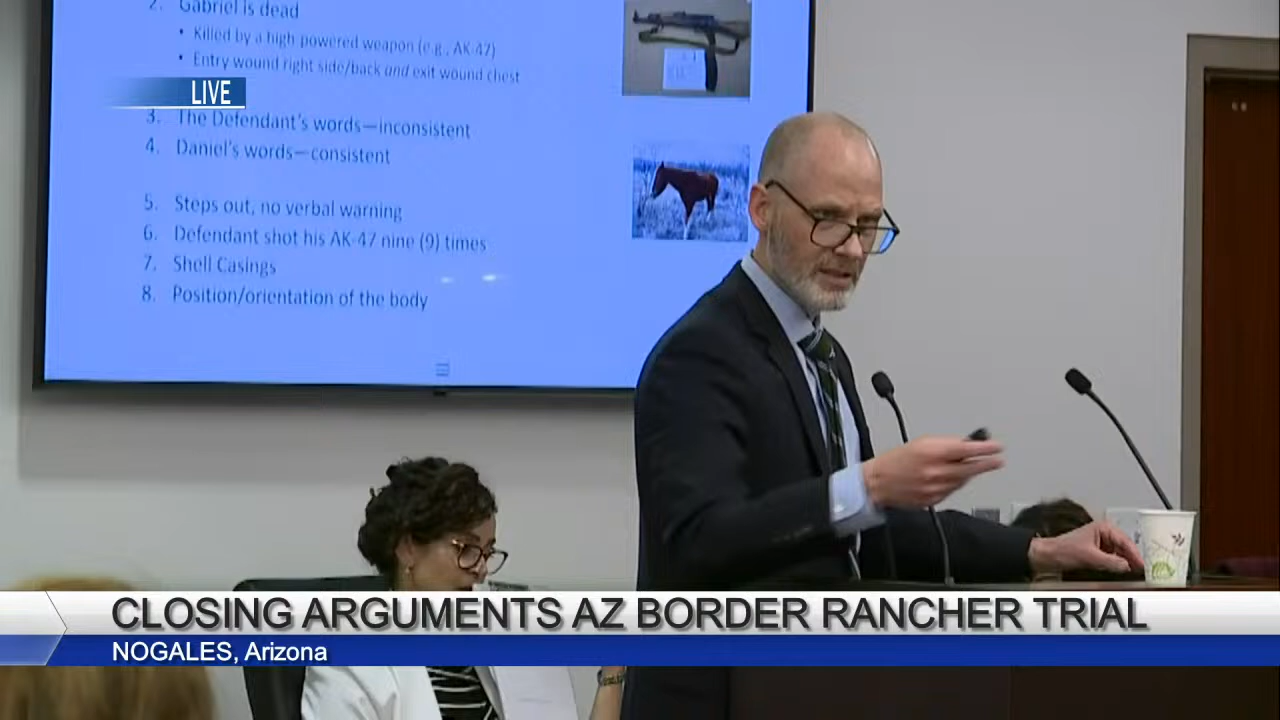 2. Gabriel is dead
• Killed by a high powered weapon (e.g., AK-47)
• Entry wound right side/back and exit wound chest
LIVE
3. The Defendant's words—inconsistent
4. Daniel's words—consistent
5. Steps out, no verbal warning
6. Defendant shot his AK-47 nine (9) times
7. Shell Casings
8. Position/orientation of the body
CLOSING ARGUMENTS AZ BORDER RANCHER TRIAL
NOGALES, Arizona